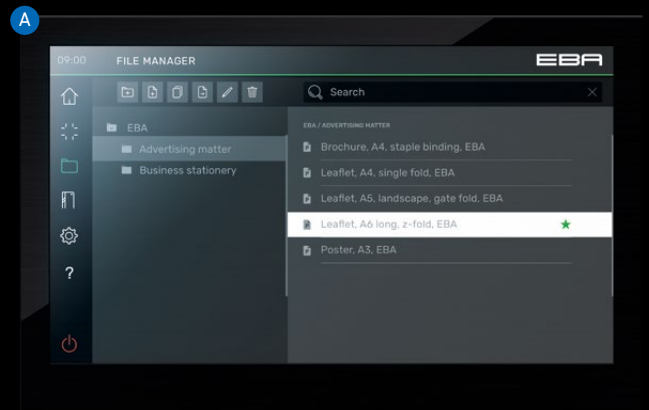 A
09:00 FILE MANAGER EBA
Search
EBA
Advertising matter
Business stationery
EBA / ADVERTISING MATTER
Brochure, A4, staple binding, EBA
Leaflet, A4, single fold, EBA
Leaflet, A5, landscape, gate fold, EBA
Leaflet, A6 long, z-fold, EBA
Poster, A3, EBA
?